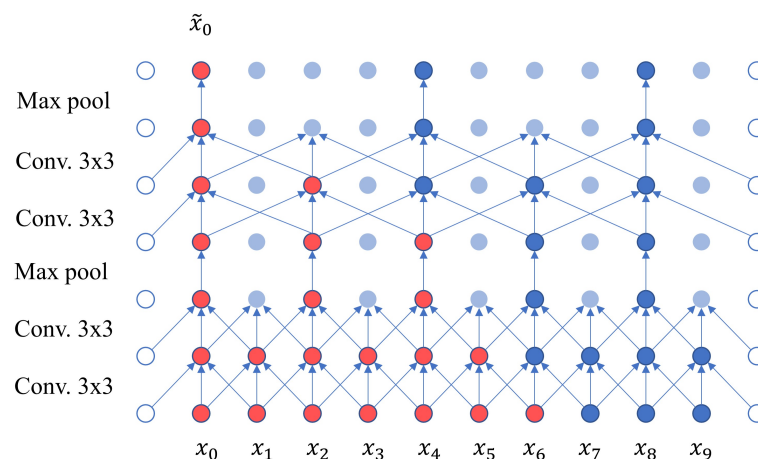 x̃₀
Max pool
Conv. 3x3
Conv. 3x3
Max pool
Conv. 3x3
Conv. 3x3
x₀ x₁ x₂ x₃ x₄ x₅ x₆ x₇ x₈ x₉